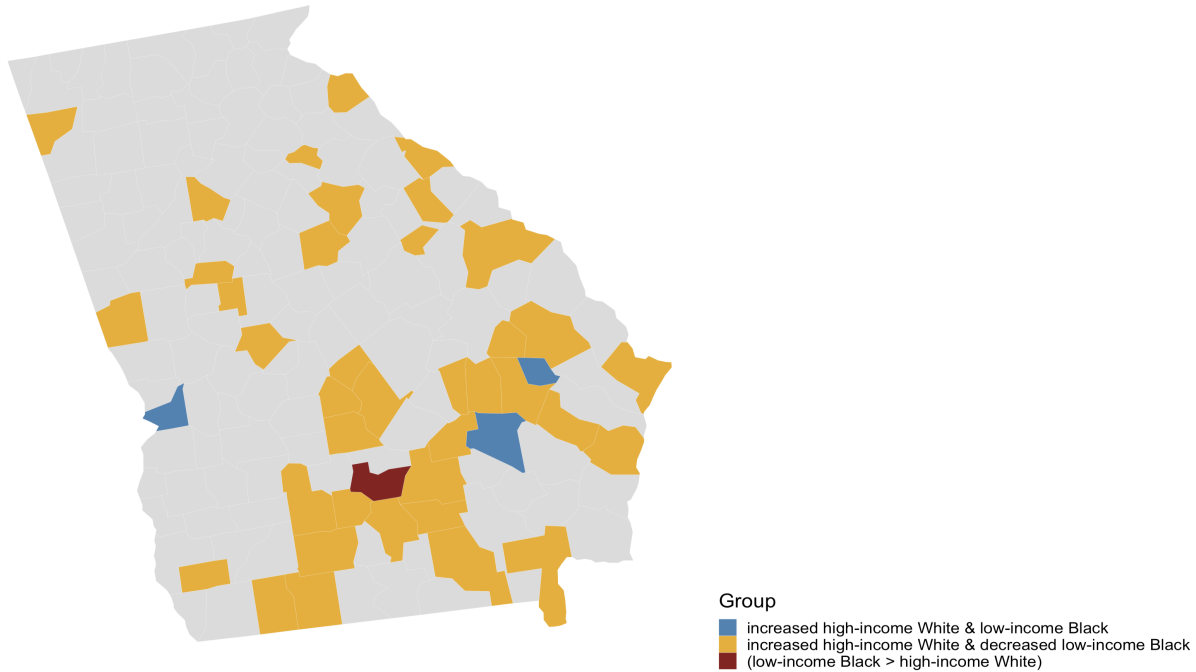 Group
increased high-income White & low-income Black
increased high-income White & decreased low-income Black
(low-income Black > high-income White)